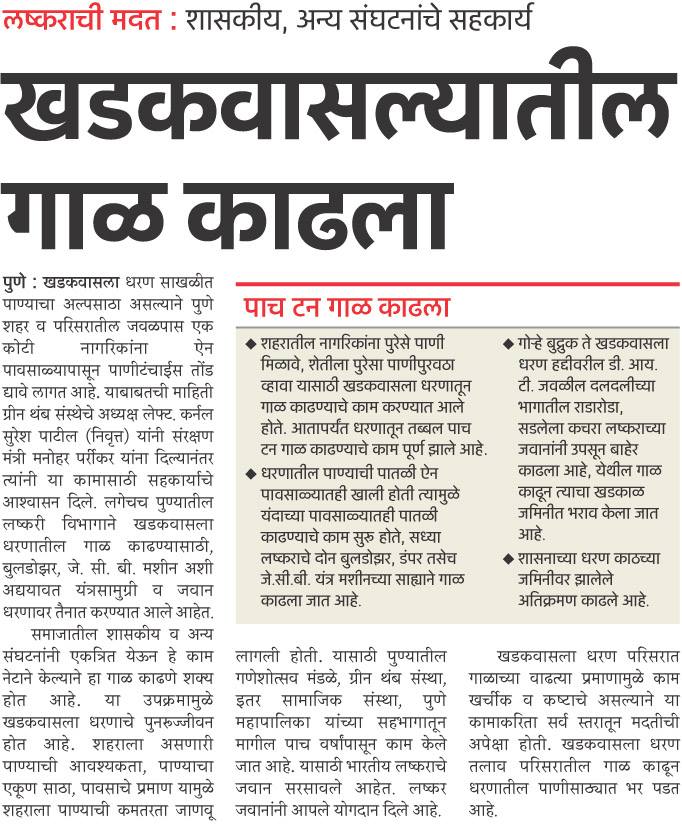 लष्कराची मदत : शासकीय, अन्य संघटनांचे सहकार्य
खडकवासल्यातील
गाळ काढला
पुणे : खडकवासला धरण साखळीत
पाण्याचा अल्पसाठा असल्याने पुणे
शहर व परिसरातील जवळपास एक
कोटी नागरिकांना ऐन
पावसाळ्यापासून पाणीटंचाईस तोंड
द्यावे लागत आहे. याबाबतची माहिती
ग्रीन थंब संस्थेचे अध्यक्ष लेफ्ट. कर्नल
सुरेश पाटील (निवृत्त) यांनी संरक्षण
मंत्री मनोहर पर्रीकर यांना दिल्यानंतर
त्यांनी या कामासाठी सहकार्याचे
आश्वासन दिले. लगेचच पुण्यातील
लष्करी विभागाने खडकवासला
धरणातील गाळ काढण्यासाठी,
बुलडोझर, जे. सी. बी. मशीन अशी
अद्ययावत यंत्रसामुग्री व जवान
धरणावर तैनात करण्यात आले आहेत.
समाजातील शासकीय व अन्य
संघटनांनी एकत्रित येऊन हे काम
नेटाने केल्याने हा गाळ काढणे शक्य
होत आहे. या उपक्रमामुळे
खडकवासला धरणाचे पुनरूज्जीवन
होत आहे. शहराला असणारी
पाण्याची आवश्यकता, पाण्याचा
एकूण साठा, पावसाचे प्रमाण यामुळे
शहराला पाण्याची कमतरता जाणवू
पाच टन गाळ काढला
◆ शहरातील नागरिकांना पुरेसे पाणी
मिळावे, शेतीला पुरेसा पाणीपुरवठा
व्हावा यासाठी खडकवासला धरणातून
गाळ काढण्याचे काम करण्यात आले
होते. आतापर्यंत धरणातून तब्बल पाच
टन गाळ काढण्याचे काम पूर्ण झाले आहे.
◆ धरणातील पाण्याची पातळी ऐन
पावसाळ्यातही खाली होती त्यामुळे
यंदाच्या पावसाळ्यातही पातळी
काढण्याचे काम सुरु होते, सध्या
लष्कराचे दोन बुलडोझर, डंपर तसेच
जे.सी.बी. यंत्र मशीनच्या साह्याने गाळ
काढला जात आहे.
◆ गोऱ्हे बुद्रुक ते खडकवासला
धरण हद्दीवरील डी. आय.
टी. जवळील दलदलीच्या
भागातील राडारोडा,
सडलेला कचरा लष्कराच्या
जवानांनी उपसून बाहेर
काढला आहे, येथील गाळ
काढून त्याचा खडकाळ
जमिनीत भराव केला जात
आहे.
◆ शासनाच्या धरण काठच्या
जमिनीवर झालेले
अतिक्रमण काढले आहे.
लागली होती. यासाठी पुण्यातील
गणेशोत्सव मंडळे, ग्रीन थंब संस्था,
इतर सामाजिक संस्था, पुणे
महापालिका यांच्या सहभागातून
मागील पाच वर्षांपासून काम केले
जात आहे. यासाठी भारतीय लष्कराचे
जवान सरसावले आहेत. लष्कर
जवानांनी आपले योगदान दिले आहे.
खडकवासला धरण परिसरात
गाळाच्या वाढत्या प्रमाणामुळे काम
खर्चीक व कष्टाचे असल्याने या
कामाकरिता सर्व स्तरातून मदतीची
अपेक्षा होती. खडकवासला धरण
तलाव परिसरातील गाळ काढून
धरणातील पाणीसाठ्यात भर पडत
आहे.